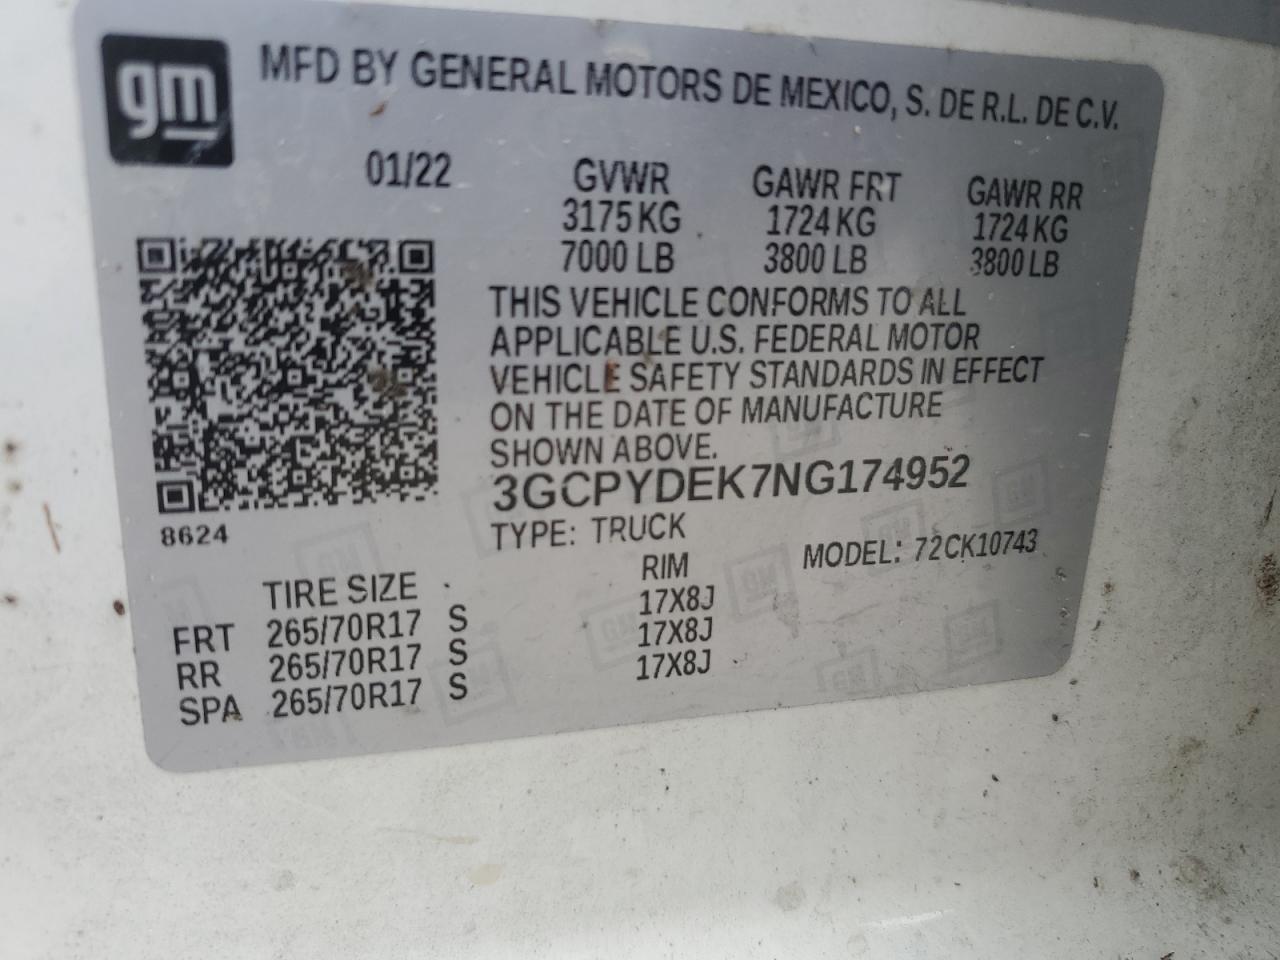 gm
MFD BY GENERAL MOTORS DE MEXICO, S. DE R.L. DE C.V.
01/22 GVWR GAWR FRT GAWR RR
3175 KG 1724 KG 1724 KG
7000 LB 3800 LB 3800 LB
THIS VEHICLE CONFORMS TO ALL
APPLICABLE U.S. FEDERAL MOTOR
VEHICLE SAFETY STANDARDS IN EFFECT
ON THE DATE OF MANUFACTURE
SHOWN ABOVE.
3GCPYDEK7NG174952
8624
TYPE: TRUCK MODEL: 72CK10743
TIRE SIZE RIM
FRT 265/70R17 S 17X8J
RR 265/70R17 S 17X8J
SPA 265/70R17 S 17X8J